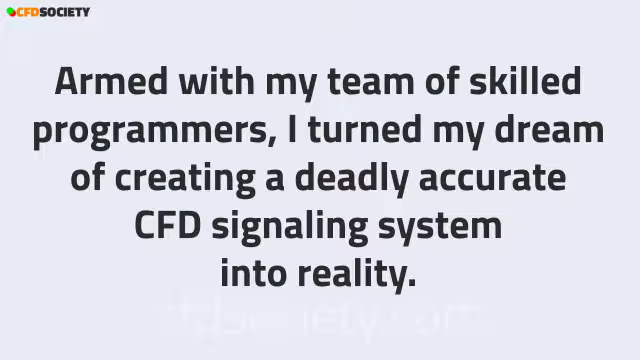 CFDSOCIETY
Armed with my team of skilled
programmers, I turned my dream
of creating a deadly accurate
CFD signaling system
into reality.